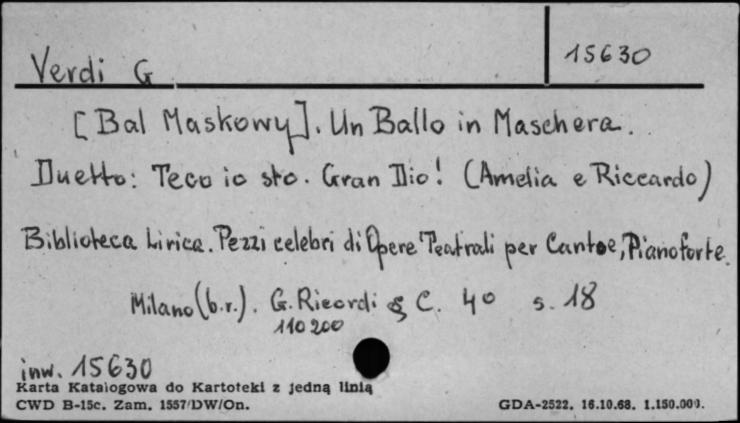 Verdi G
15630
[Bal Maskowy]. Un Ballo in Maschera.
Duetto: Teco io sto. Gran Dio! (Amelia e Riccardo)
Biblioteca Lirica. Pezzi celebri di Opere Teatrali per Cantoe, Pianoforte.
Milano (b.r.). G. Ricordi & C. 4o s. 18
110200
inw. 15630
Karta Katalogowa do Kartoteki z jedną linią
CWD B-15c. Zam. 1557/DW/On.
GDA-2522. 16.10.68. 1.150.000.